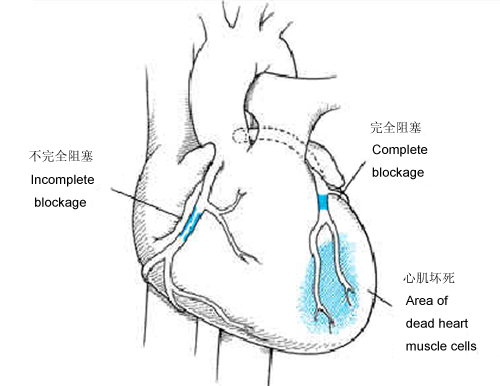 不完全阻塞
Incomplete
blockage
完全阻塞
Complete
blockage
心肌坏死
Area of
dead heart
muscle cells